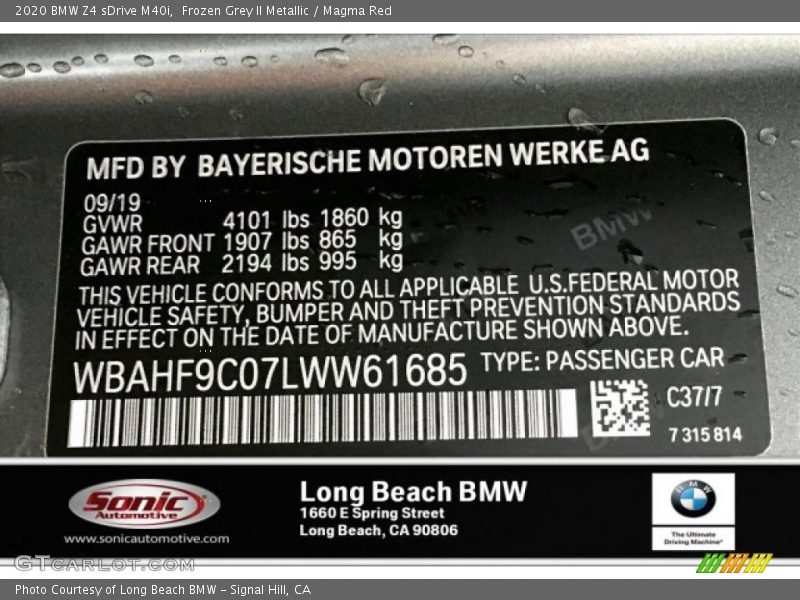 2020 BMW Z4 sDrive M40i,  Frozen Grey II Metallic / Magma Red
MFD BY BAYERISCHE MOTOREN WERKE AG
09/19
GVWR 4101 lbs 1860 kg
GAWR FRONT 1907 lbs 865 kg
GAWR REAR 2194 lbs 995 kg
BMW
THIS VEHICLE CONFORMS TO ALL APPLICABLE U.S.FEDERAL MOTOR
VEHICLE SAFETY, BUMPER AND THEFT PREVENTION STANDARDS
IN EFFECT ON THE DATE OF MANUFACTURE SHOWN ABOVE.
WBAHF9C07LWW61685 TYPE: PASSENGER CAR
C37/7
7 315 814
Sonic
Automotive
www.sonicautomotive.com
Long Beach BMW
1660 E Spring Street
Long Beach, CA 90806
BMW
The Ultimate
Driving Machine®
GTcarlot.com
Photo Courtesy of Long Beach BMW - Signal Hill, CA